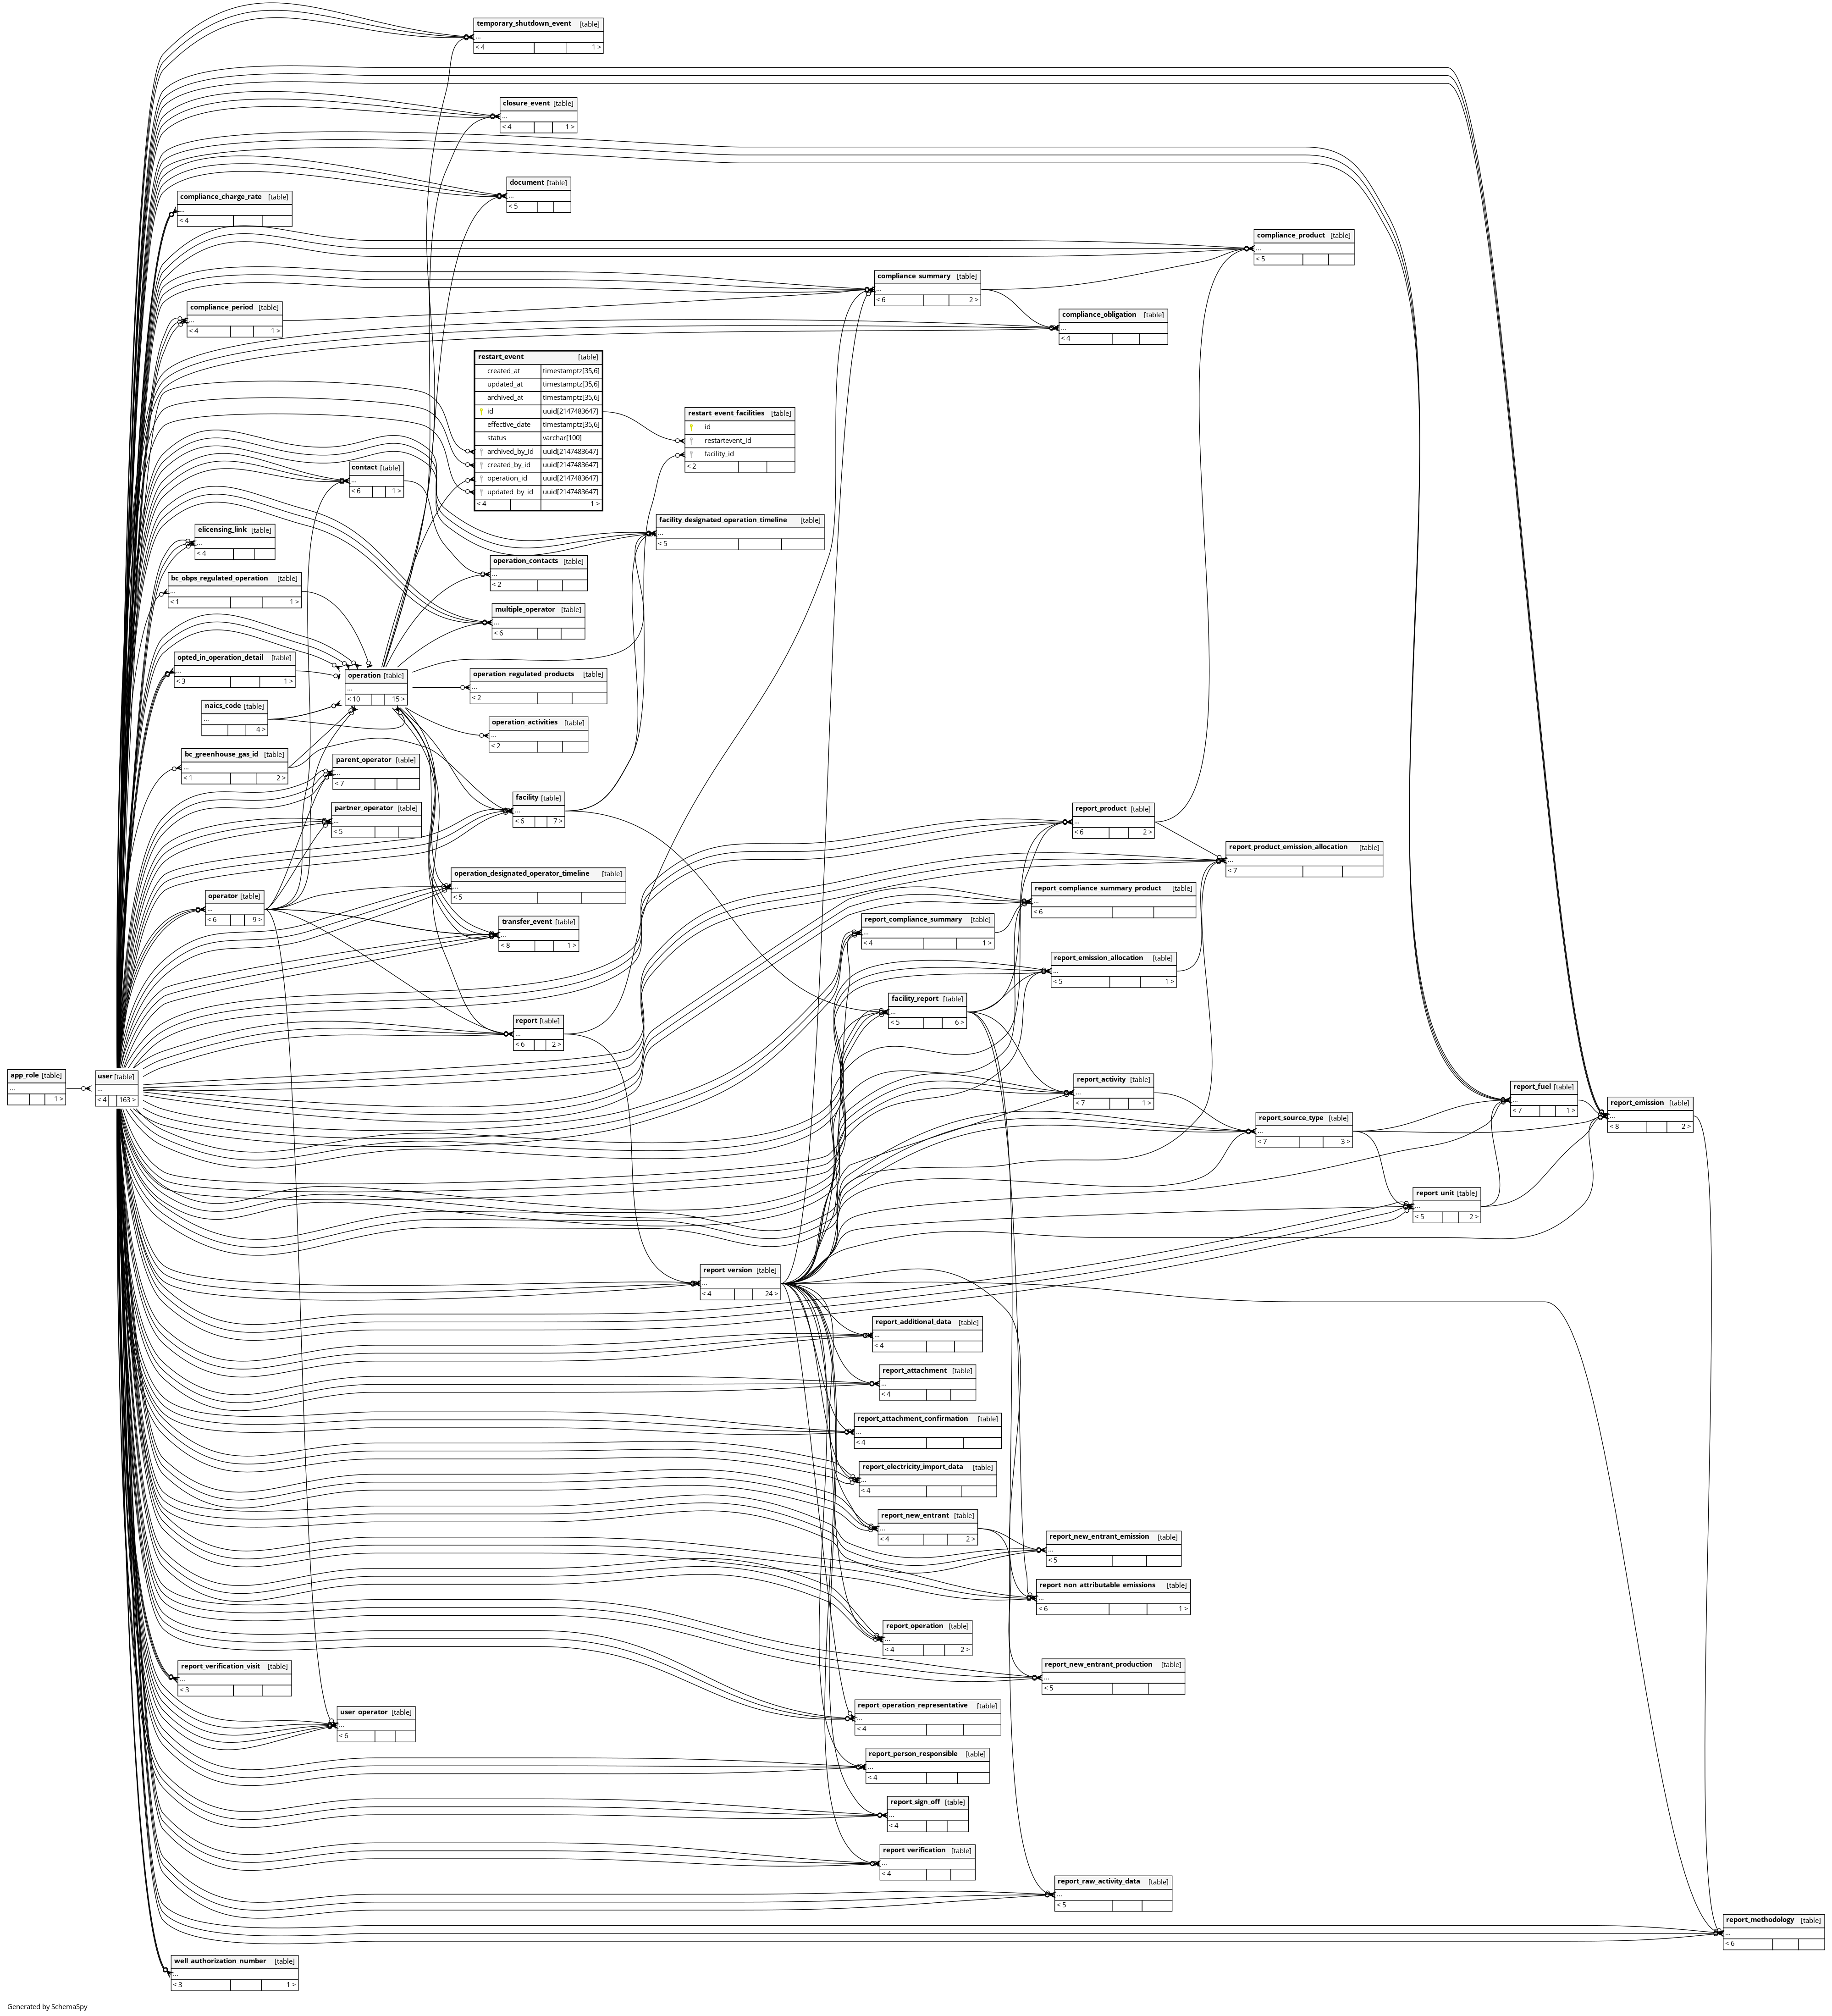 temporary_shutdown_event [table]
...
< 4 1 >
closure_event [table]
...
< 4 1 >
document [table]
...
< 5
compliance_charge_rate [table]
...
< 4
compliance_product [table]
...
< 5
compliance_summary [table]
...
< 6 2 >
compliance_period [table]
...
< 4 1 >
compliance_obligation [table]
...
< 4
restart_event [table]
created_at timestamptz[35,6]
updated_at timestamptz[35,6]
archived_at timestamptz[35,6]
id uuid[2147483647]
effective_date timestamptz[35,6]
status varchar[100]
archived_by_id uuid[2147483647]
created_by_id uuid[2147483647]
operation_id uuid[2147483647]
updated_by_id uuid[2147483647]
< 4 1 >
restart_event_facilities [table]
id
restartevent_id
facility_id
< 2
contact [table]
...
< 6 1 >
facility_designated_operation_timeline [table]
...
< 5
elicensing_link [table]
...
< 4
operation_contacts [table]
...
< 2
bc_obps_regulated_operation [table]
...
< 1 1 >
multiple_operator [table]
...
< 6
opted_in_operation_detail [table]
...
< 3 1 >
operation [table]
...
< 10 15 >
operation_regulated_products [table]
...
< 2
naics_code [table]
...
4 >
operation_activities [table]
...
< 2
bc_greenhouse_gas_id [table]
...
< 1 2 >
parent_operator [table]
...
< 7
facility [table]
...
< 6 7 >
partner_operator [table]
...
< 5
report_product [table]
...
< 6 2 >
report_product_emission_allocation [table]
...
< 7
operation_designated_operator_timeline [table]
...
< 5
report_compliance_summary_product [table]
...
< 6
operator [table]
...
< 6 9 >
transfer_event [table]
...
< 8 1 >
report_compliance_summary [table]
...
< 4 1 >
report_emission_allocation [table]
...
< 5 1 >
facility_report [table]
...
< 5 6 >
report [table]
...
< 6 2 >
app_role [table]
...
1 >
user [table]
...
< 4 163 >
report_activity [table]
...
< 7 1 >
report_fuel [table]
...
< 7 1 >
report_emission [table]
...
< 8 2 >
report_source_type [table]
...
< 7 3 >
report_unit [table]
...
< 5 2 >
report_version [table]
...
< 4 24 >
report_additional_data [table]
...
< 4
report_attachment [table]
...
< 4
report_attachment_confirmation [table]
...
< 4
report_electricity_import_data [table]
...
< 4
report_new_entrant [table]
...
< 4 2 >
report_new_entrant_emission [table]
...
< 5
report_non_attributable_emissions [table]
...
< 6 1 >
report_operation [table]
...
< 4 2 >
report_verification_visit [table]
...
< 3
report_new_entrant_production [table]
...
< 5
user_operator [table]
...
< 6
report_operation_representative [table]
...
< 4
report_person_responsible [table]
...
< 4
report_sign_off [table]
...
< 4
report_verification [table]
...
< 4
report_raw_activity_data [table]
...
< 5
report_methodology [table]
...
< 6
well_authorization_number [table]
...
< 3 1 >
Generated by SchemaSpy